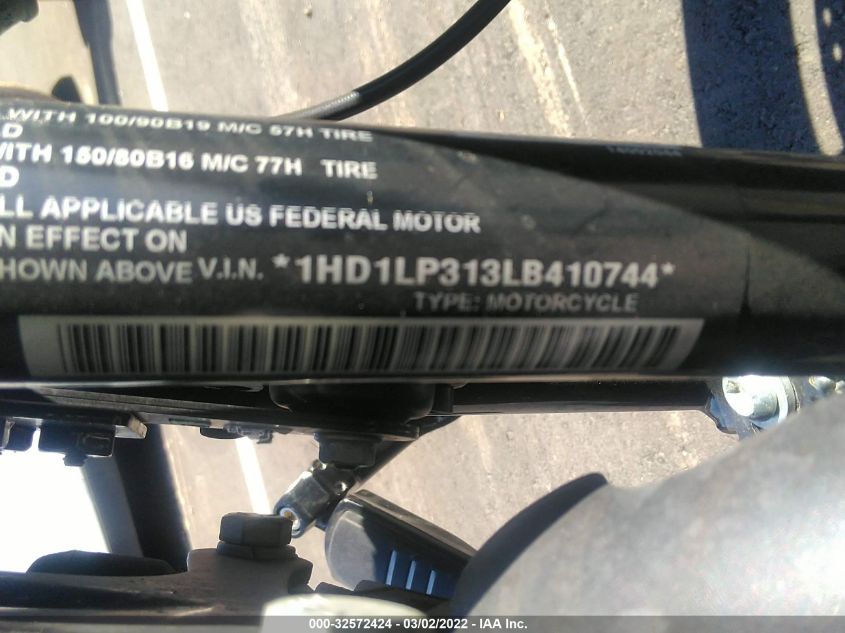 WITH 100/90B19 M/C 57H TIRE
D
WITH 150/80B16 M/C 77H TIRE
D
LL APPLICABLE US FEDERAL MOTOR
N EFFECT ON
HOWN ABOVE V.I.N. *1HD1LP313LB410744*
TYPE: MOTORCYCLE
000-32572424 - 03/02/2022 - IAA Inc.